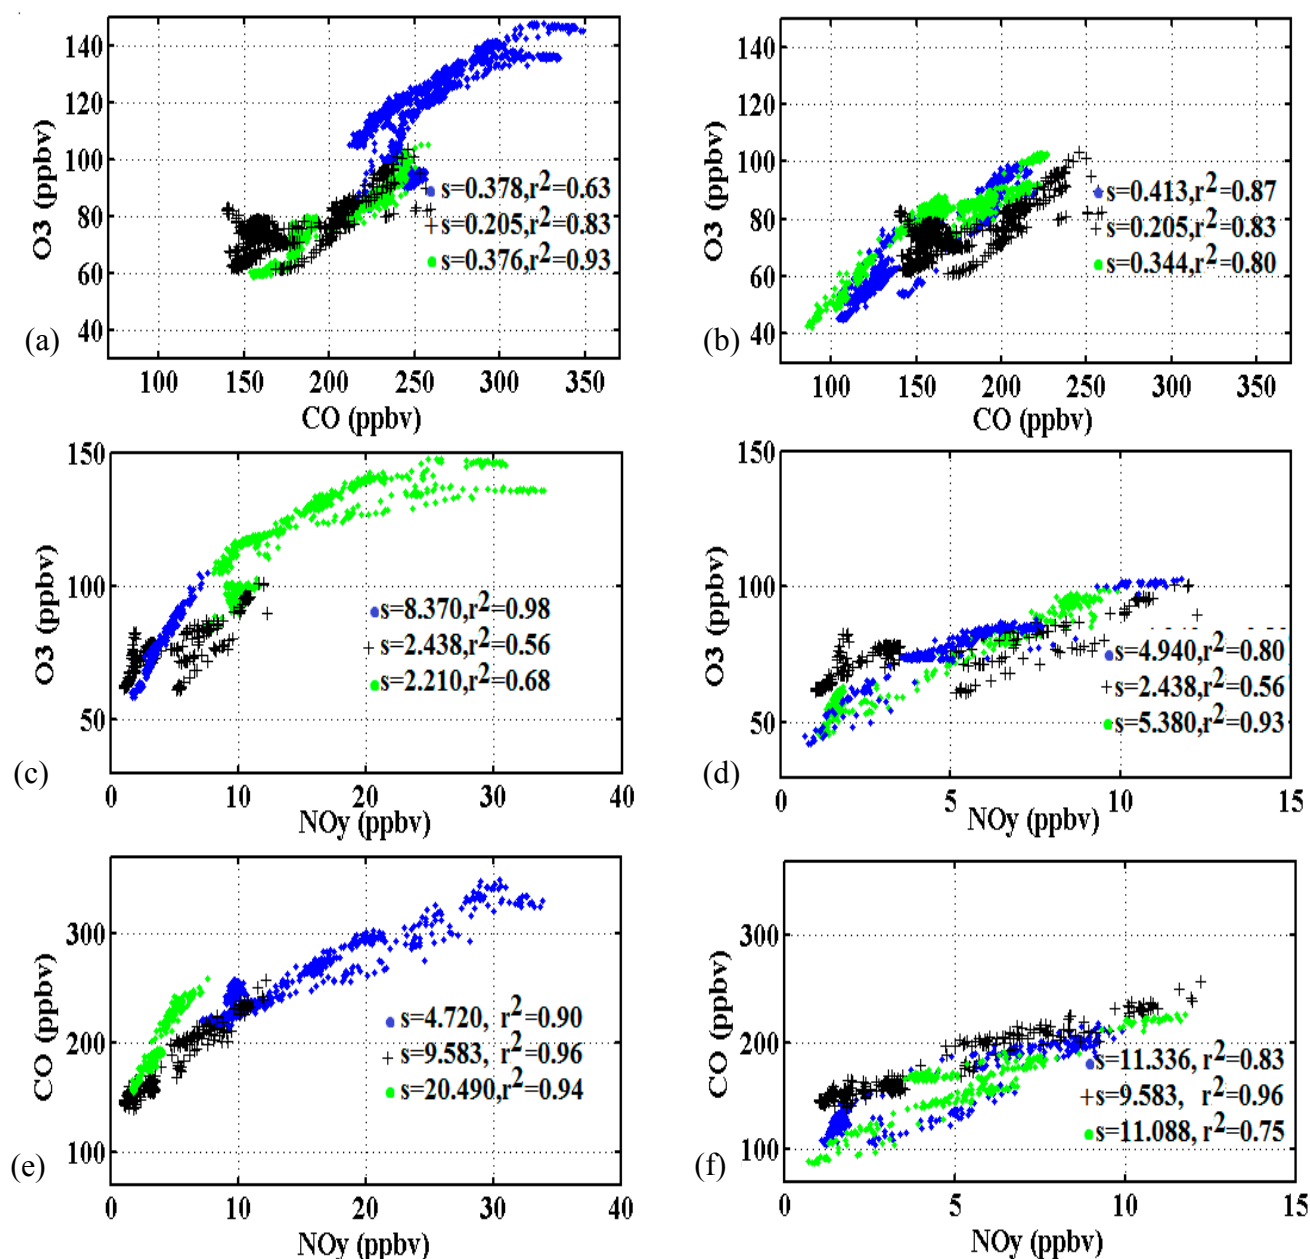 140
120
100
80
60
40
O3 (ppbv)
s=0.378,r2=0.63
s=0.205,r2=0.83
s=0.376,r2=0.93
(a)
100 150 200 250 300 350
CO (ppbv)
140
120
100
80
60
40
O3 (ppbv)
s=0.413,r2=0.87
s=0.205,r2=0.83
s=0.344,r2=0.80
(b)
100 150 200 250 300 350
CO (ppbv)
150
100
50
O3 (ppbv)
s=8.370,r2=0.98
s=2.438,r2=0.56
s=2.210,r2=0.68
(c)
0 10 20 30 40
NOy (ppbv)
150
100
50
O3 (ppbv)
s=4.940,r2=0.80
s=2.438,r2=0.56
s=5.380,r2=0.93
(d)
0 5 10 15
NOy (ppbv)
300
200
100
CO (ppbv)
s=4.720, r2=0.90
s=9.583, r2=0.96
s=20.490,r2=0.94
(e)
0 10 20 30 40
NOy (ppbv)
300
200
100
CO (ppbv)
s=11.336, r2=0.83
s=9.583, r2=0.96
s=11.088, r2=0.75
(f)
0 5 10 15
NOy (ppbv)